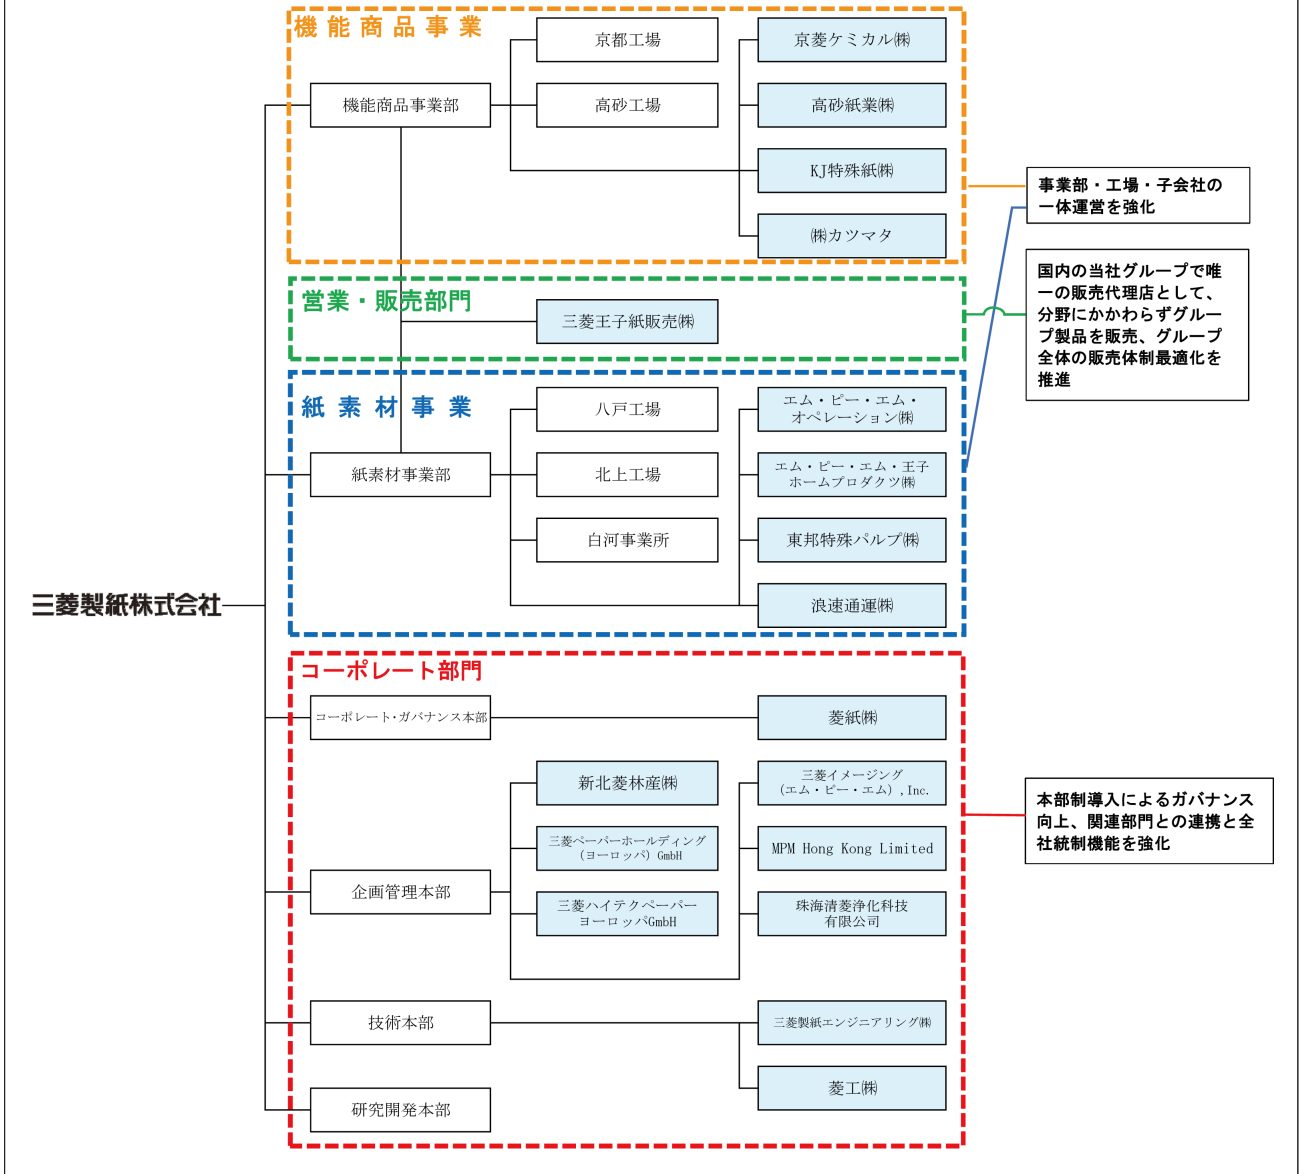 機能商品事業
京都工場
京菱ケミカル㈱
機能商品事業部
高砂工場
高砂紙業㈱
KJ特殊紙㈱
㈱カツマタ
事業部・工場・子会社の
一体運営を強化
営業・販売部門
三菱王子紙販売㈱
国内の当社グループで唯
一の販売代理店として、
分野にかかわらずグルー
プ製品を販売、グループ
全体の販売体制最適化を
推進
紙素材事業
八戸工場
エム・ピー・エム・
オペレーション㈱
紙素材事業部
北上工場
エム・ピー・エム・王子
ホームプロダクツ㈱
白河事業所
東邦特殊パルプ㈱
浪速通運㈱
三菱製紙株式会社
コーポレート部門
コーポレート・ガバナンス本部
菱紙㈱
新北菱林産㈱
三菱イメージング
（エム・ピー・エム）,Inc.
三菱ペーパーホールディング
（ヨーロッパ）GmbH
MPM Hong Kong Limited
企画管理本部
三菱ハイテクペーパー
ヨーロッパGmbH
珠海清菱浄化科技
有限公司
本部制導入によるガバナンス
向上、関連部門との連携と全
社統制機能を強化
技術本部
三菱製紙エンジニアリング㈱
菱工㈱
研究開発本部